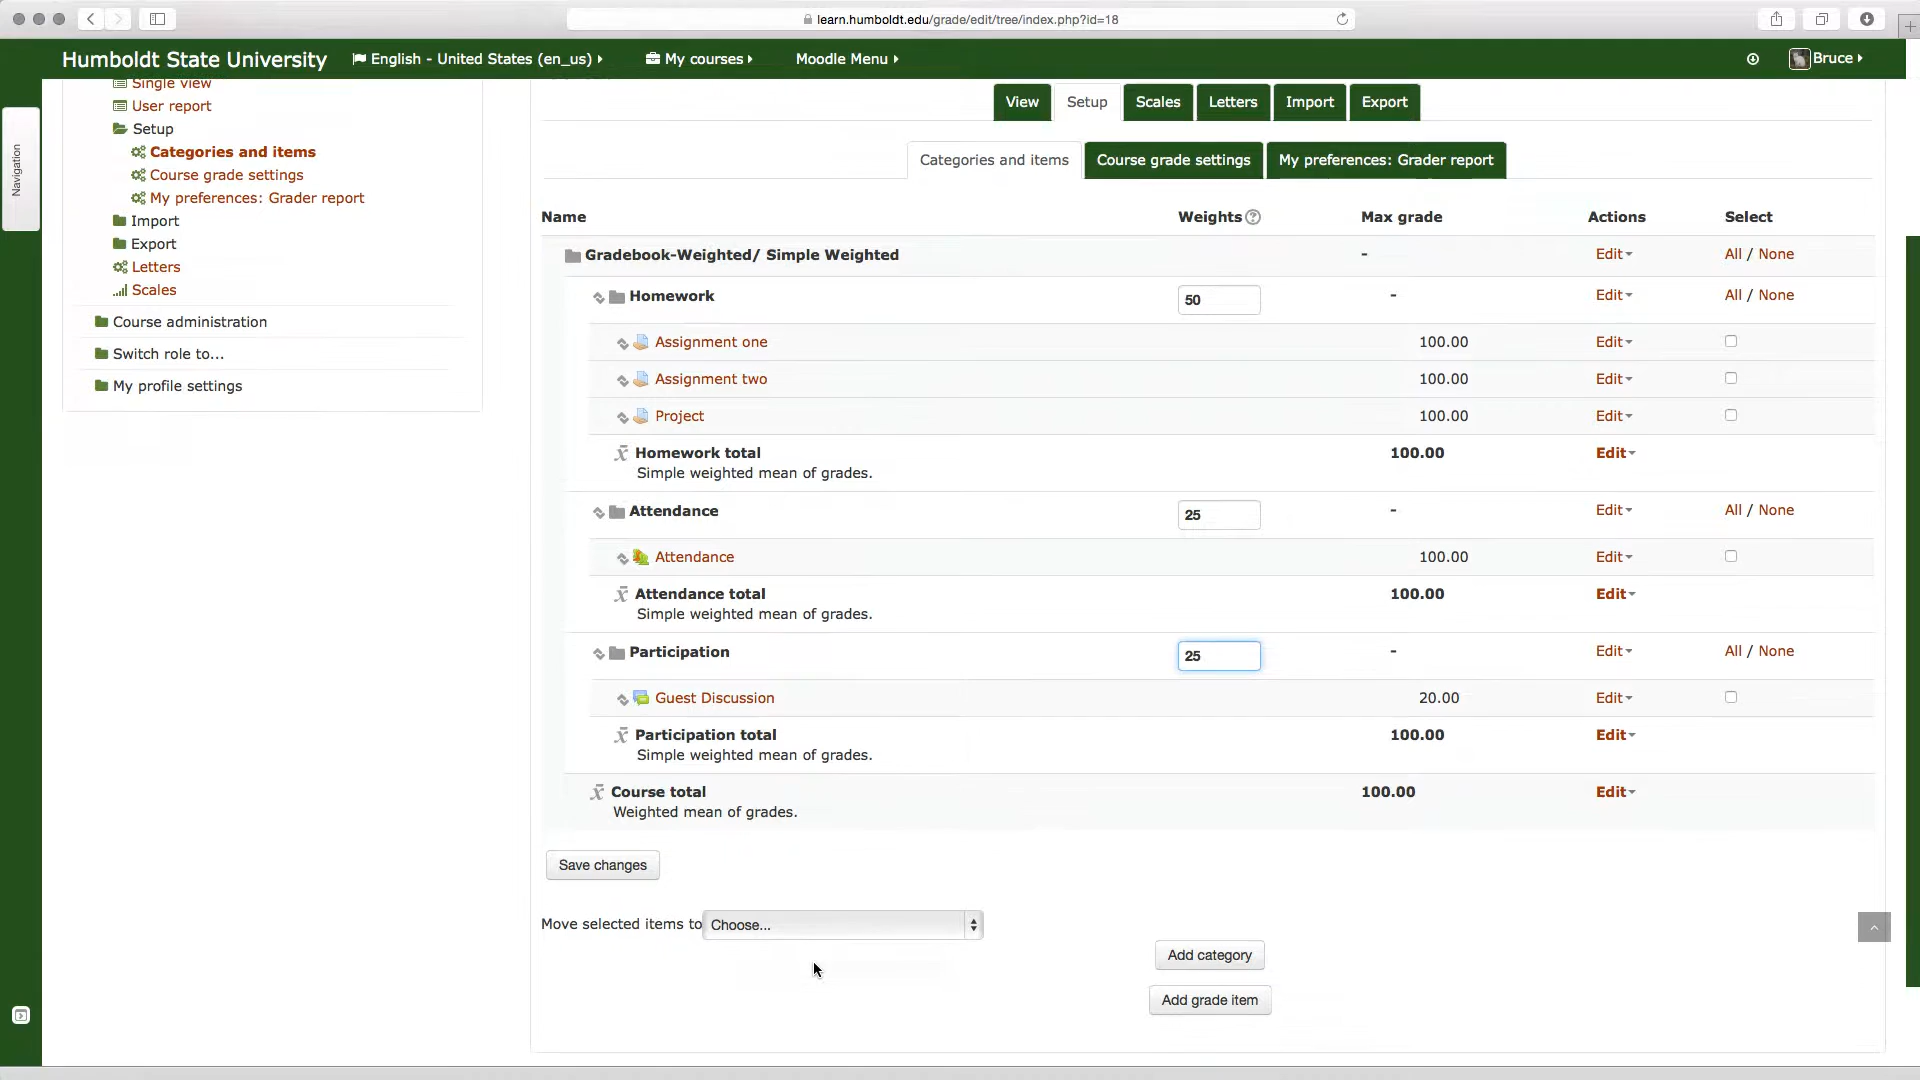 learn.humboldt.edu/grade/edit/tree/index.php?id=18
Humboldt State University
English - United States (en_us)
My courses
Moodle Menu
Bruce
Navigation
Single view
User report
Setup
Categories and items
Course grade settings
My preferences: Grader report
Import
Export
Letters
Scales
Course administration
Switch role to...
My profile settings
View Setup Scales Letters Import Export
Categories and items Course grade settings My preferences: Grader report
Name Weights Max grade Actions Select
Gradebook-Weighted/ Simple Weighted - Edit All / None
Homework 50 - Edit All / None
Assignment one 100.00 Edit
Assignment two 100.00 Edit
Project 100.00 Edit
Homework total 100.00 Edit
Simple weighted mean of grades.
Attendance 25 - Edit All / None
Attendance 100.00 Edit
Attendance total 100.00 Edit
Simple weighted mean of grades.
Participation 25 - Edit All / None
Guest Discussion 20.00 Edit
Participation total 100.00 Edit
Simple weighted mean of grades.
Course total 100.00 Edit
Weighted mean of grades.
Save changes
Move selected items to Choose...
Add category
Add grade item